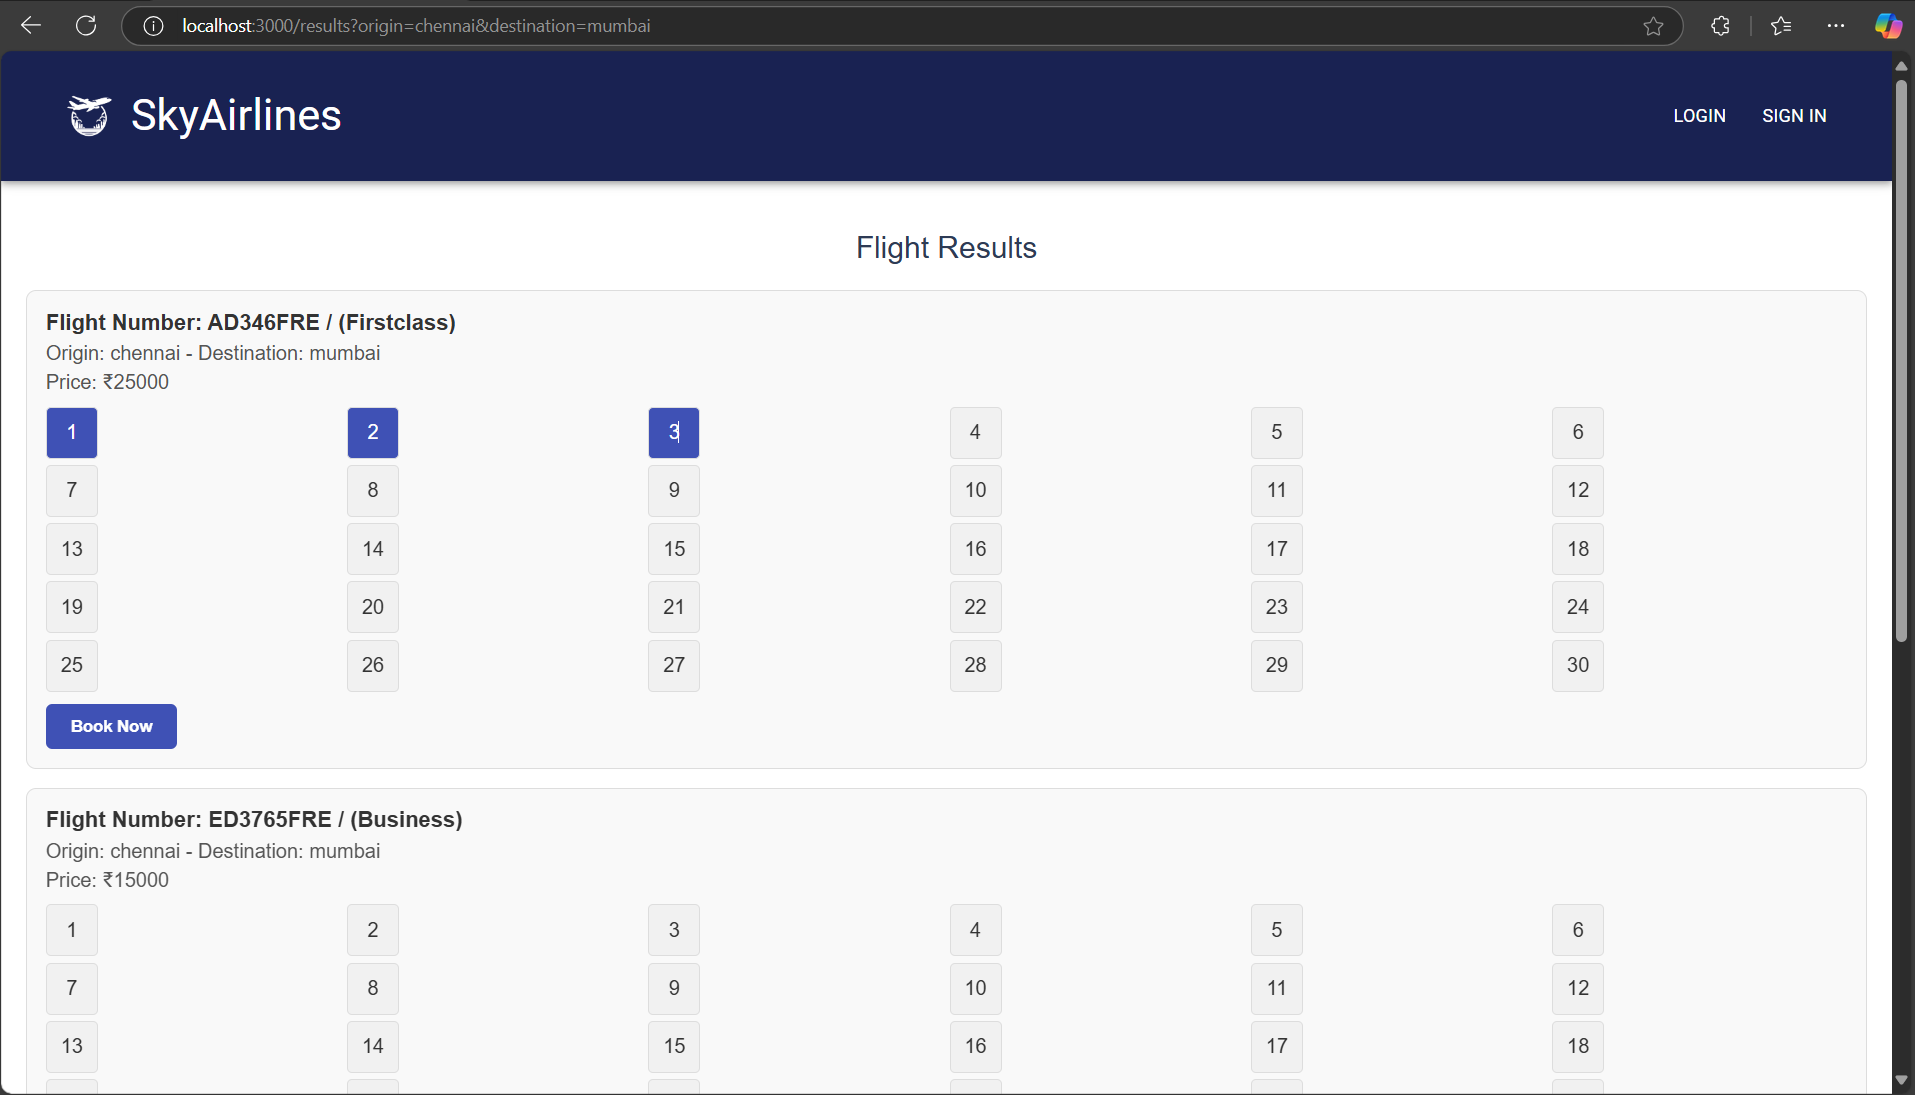 localhost:3000/results?origin=chennai&destination=mumbai
SkyAirlines
LOGIN SIGN IN
Flight Results
Flight Number: AD346FRE / (Firstclass)
Origin: chennai - Destination: mumbai
Price: ₹25000
1 2 3 4 5 6
7 8 9 10 11 12
13 14 15 16 17 18
19 20 21 22 23 24
25 26 27 28 29 30
Book Now
Flight Number: ED3765FRE / (Business)
Origin: chennai - Destination: mumbai
Price: ₹15000
1 2 3 4 5 6
7 8 9 10 11 12
13 14 15 16 17 18